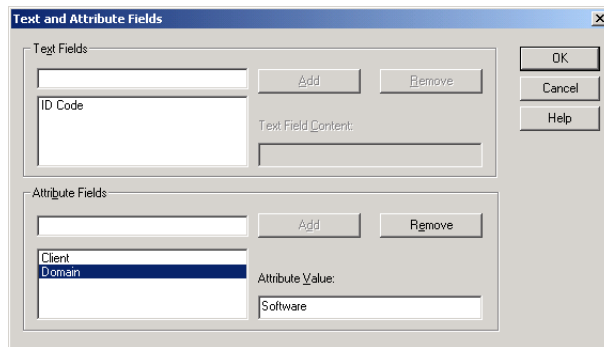 Text and Attribute Fields
Text Fields
Add
Remove
ID Code
Text Field Content:
OK
Cancel
Help
Attribute Fields
Add
Remove
Client
Domain
Attribute Value:
Software